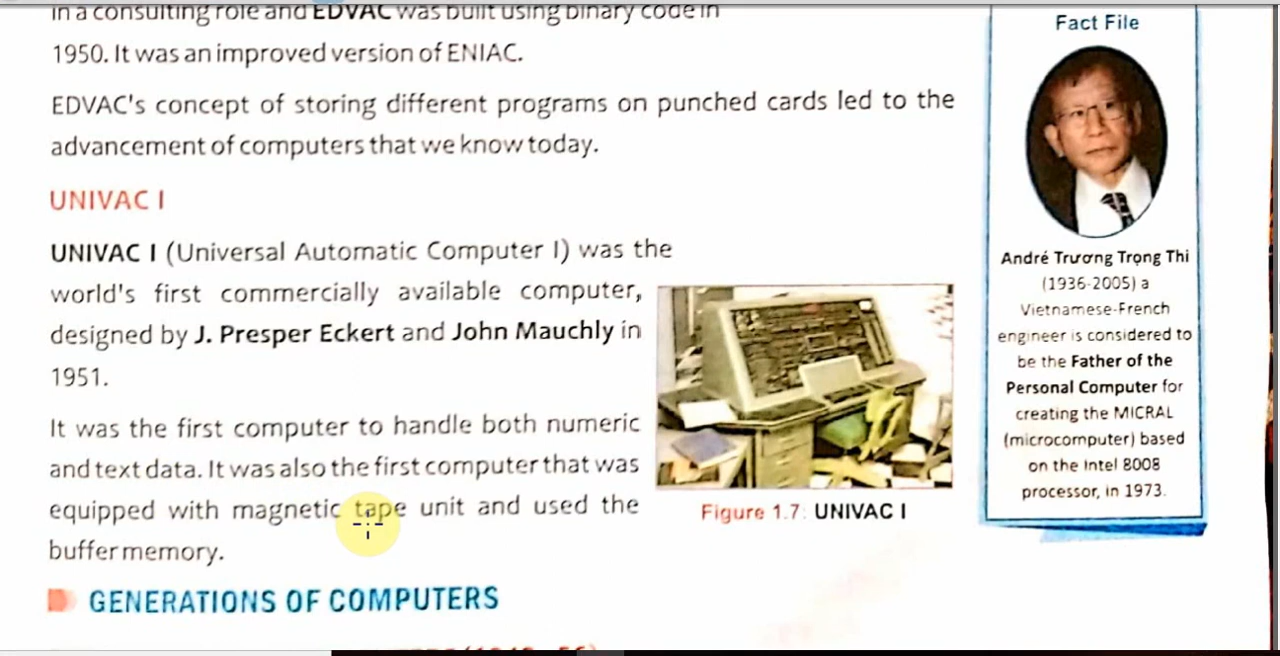 in a consulting role and EDVAC was built using binary code in
1950. It was an improved version of ENIAC.
EDVAC's concept of storing different programs on punched cards led to the
advancement of computers that we know today.
UNIVAC I
UNIVAC I (Universal Automatic Computer I) was the
world's first commercially available computer,
designed by J. Presper Eckert and John Mauchly in
1951.
It was the first computer to handle both numeric
and text data. It was also the first computer that was
equipped with magnetic tape unit and used the
buffer memory.
Figure 1.7: UNIVAC I
GENERATIONS OF COMPUTERS
Fact File
André Trương Trọng Thi
(1936-2005) a
Vietnamese-French
engineer is considered to
be the Father of the
Personal Computer for
creating the MICRAL
(microcomputer) based
on the Intel 8008
processor, in 1973.